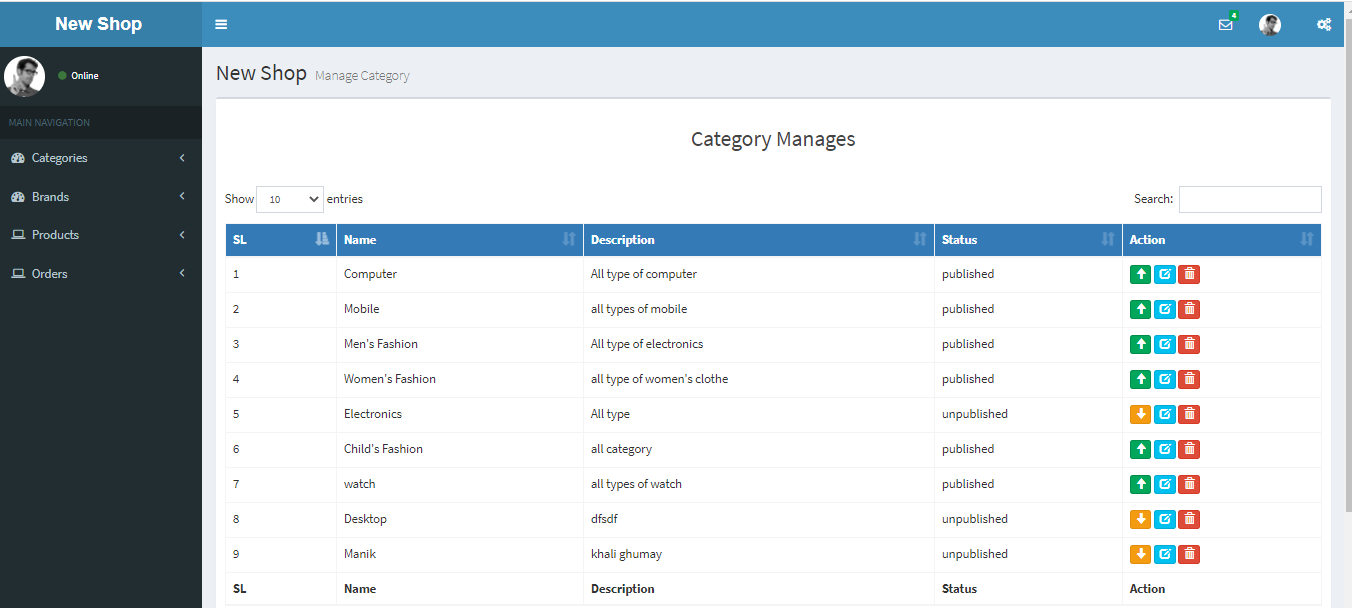 New Shop
4
Online
MAIN NAVIGATION
Categories
Brands
Products
Orders
New Shop Manage Category
Category Manages
Show 10 entries Search:
SL Name Description Status Action
1 Computer All type of computer published
2 Mobile all types of mobile published
3 Men's Fashion All type of electronics published
4 Women's Fashion all type of women's clothe published
5 Electronics All type unpublished
6 Child's Fashion all category published
7 watch all types of watch published
8 Desktop dfsdf unpublished
9 Manik khali ghumay unpublished
SL Name Description Status Action